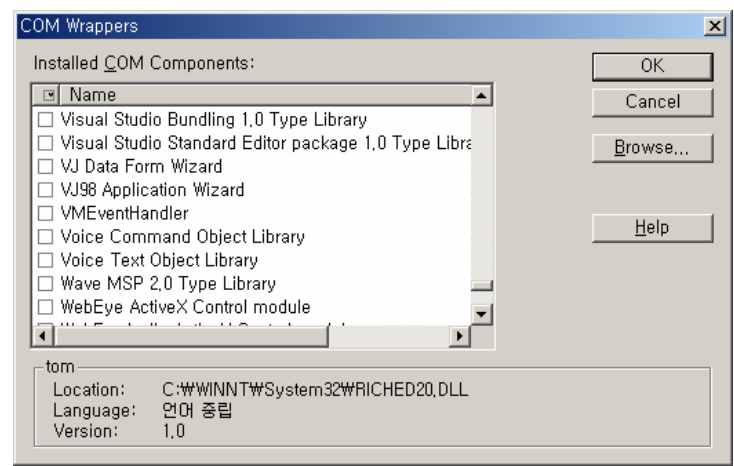 COM Wrappers
Installed COM Components:
OK
Name
Cancel
Visual Studio Bundling 1,0 Type Library
Visual Studio Standard Editor package 1,0 Type Libra
Browse,,,
VJ Data Form Wizard
VJ98 Application Wizard
VMEventHandler
Help
Voice Command Object Library
Voice Text Object Library
Wave MSP 2,0 Type Library
WebEye ActiveX Control module
tom
Location: C:₩WINNT₩System32₩RICHED20,DLL
Language: 언어 중립
Version: 1,0